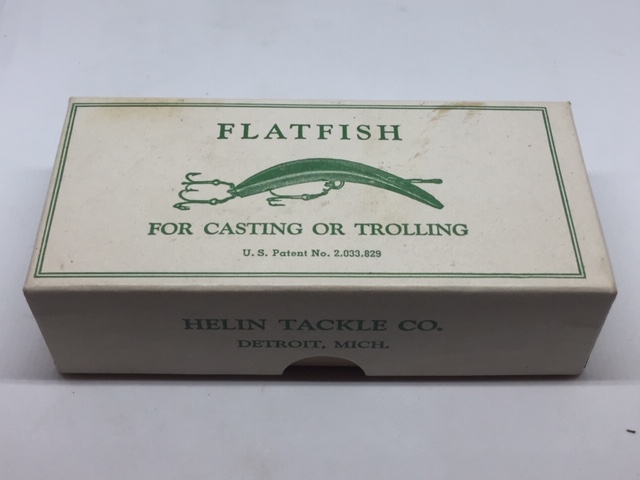 FLATFISH
FOR CASTING OR TROLLING
U. S. Patent No. 2,033,829
HELIN TACKLE CO.
DETROIT, MICH.